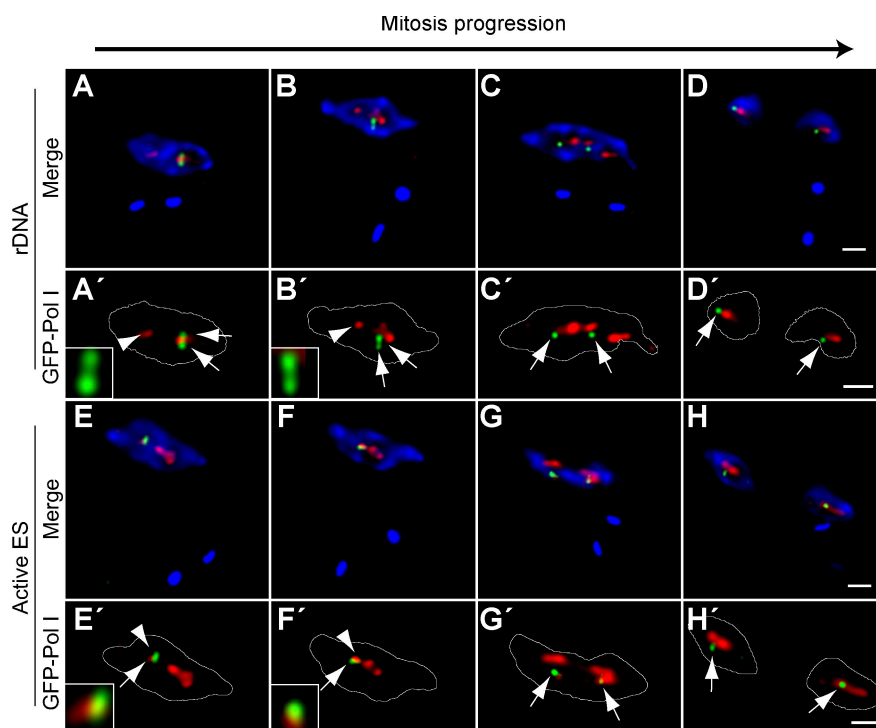 Mitosis progression
A B C D
rDNA
Merge
A´ B´ C´ D´
GFP-Pol I
E F G H
Active ES
Merge
E´ F´ G´ H´
GFP-Pol I